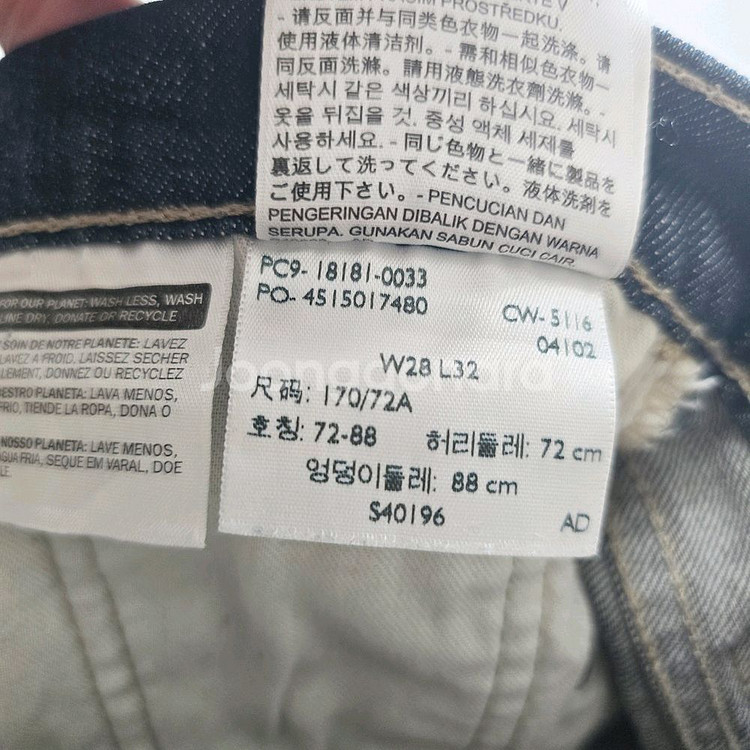 PROSTŘEDKU.
- 请反面并与同类色衣物一起洗涤。请
使用液体清洁剂。- 需和相似色衣物一
同反面洗滌。請用液態洗衣劑洗滌。-
세탁시 같은 색상끼리 하십시요. 세탁시
옷을 뒤집을 것. 중성 액체 세제를
사용하세요. - 同じ色物と一緒に製品を
裏返して洗ってください。液体洗剤を
ご使用下さい。- PENCUCIAN DAN
PENGERINGAN DIBALIK DENGAN WARNA
SERUPA. GUNAKAN SABUN CUCI CAIR.
FOR OUR PLANET: WASH LESS, WASH
LINE DRY, DONATE OR RECYCLE
SOIN DE NOTRE PLANETE: LAVEZ
LAVEZ A FROID, LAISSEZ SECHER
DONNEZ OU RECYCLEZ
PLANETA: LAVA MENOS,
FRIO, TIENDE LA ROPA, DONA O
NOSSO PLANETA: LAVE MENOS,
FRIA, SEQUE EM VARAL, DOE
PC9- 18181-0033
PO- 4515017480
CW- 5116
04102
W28 L32
尺 码: 170/72A
호칭: 72-88 허리둘레: 72 cm
엉덩이둘레: 88 cm
S40196
AD